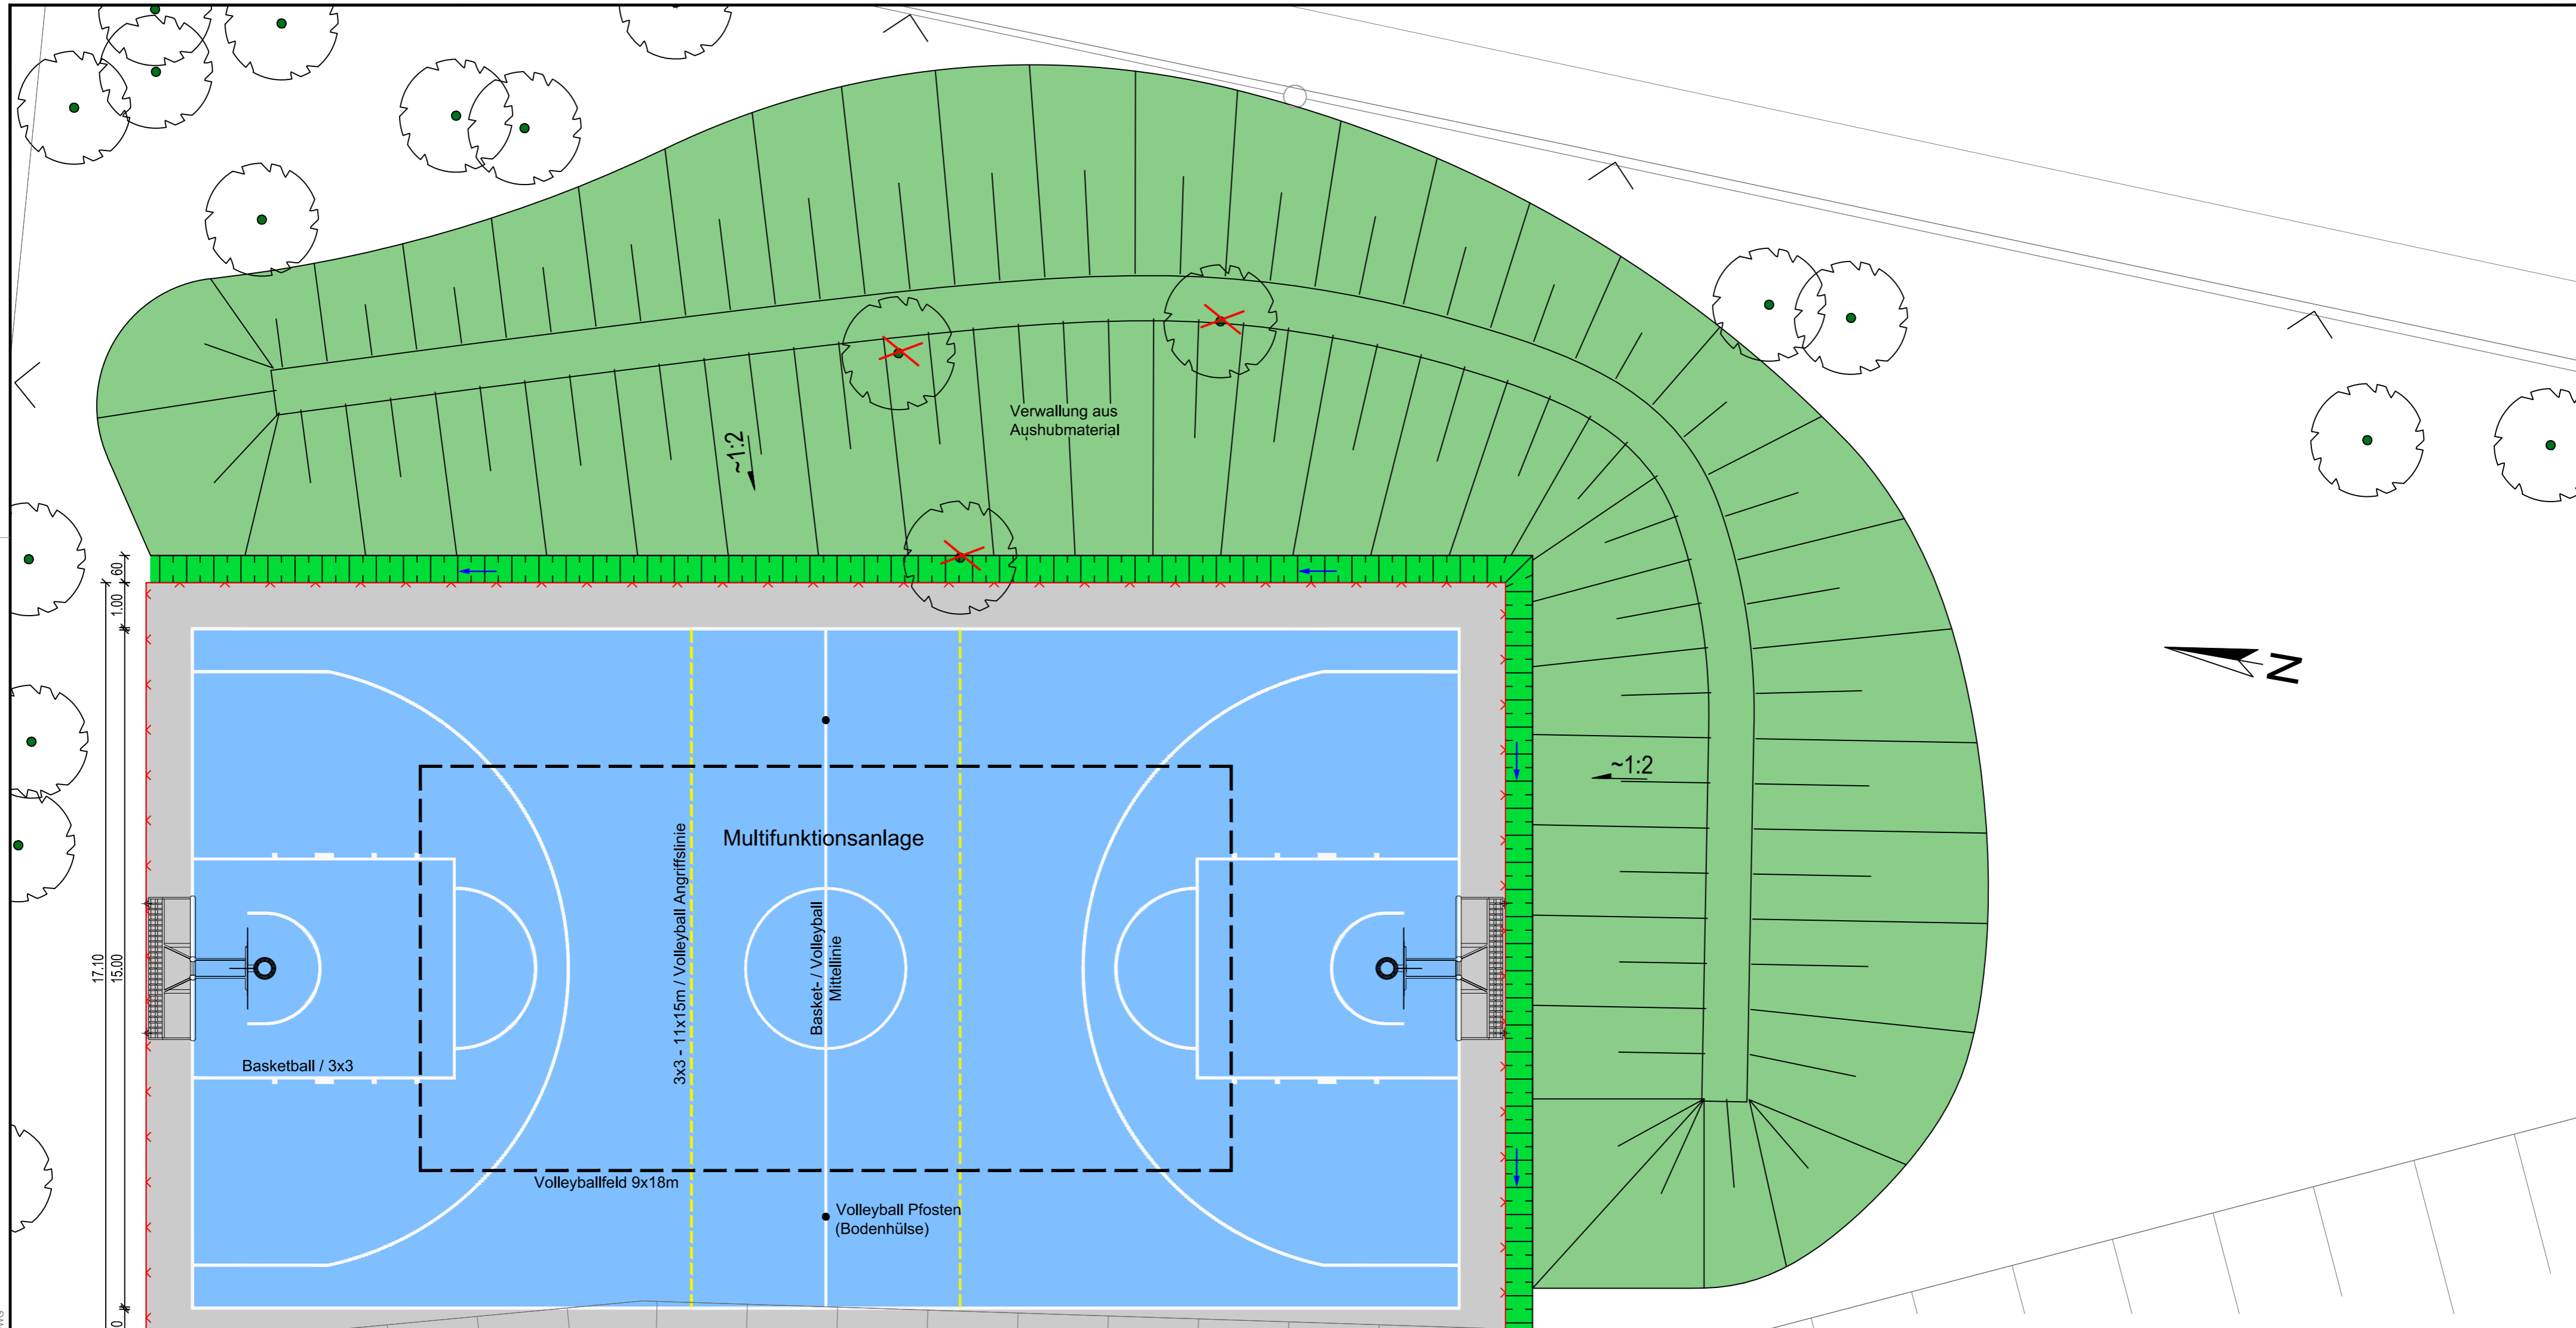 Verwallung aus
Aushubmaterial
~1:2
60
1.00
N
~1:2
Multifunktionsanlage
3x3 - 11x15m / Volleyball Angriffslinie
Basket- / Volleyball
Mittellinie
17.10
15.00
Basketball / 3x3
Volleyballfeld 9x18m
Volleyball Pfosten
(Bodenhülse)
0